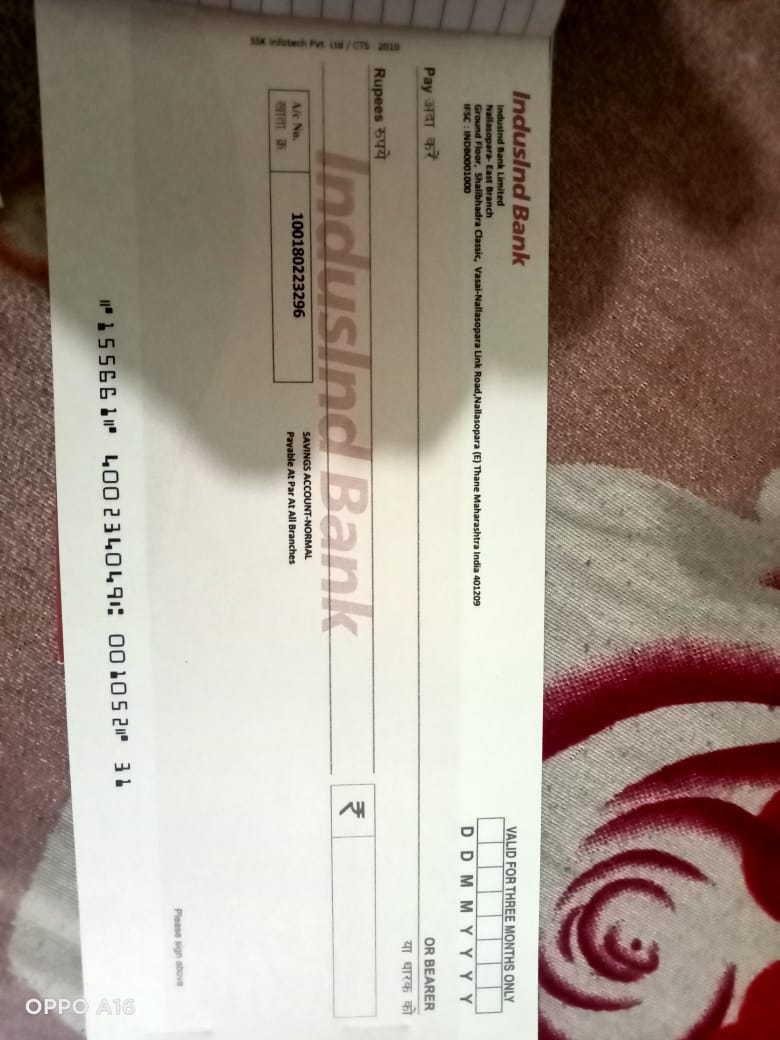 IndusInd Bank
IndusInd Bank Limited
Nallasopara- East Branch
Ground Floor, Shalibhadra Classic, Vasai-Nallasopara Link Road,Nallasopara (E) Thane Maharashtra India 401209
IFSC : INDB0001000
VALID FOR THREE MONTHS ONLY
D D M M Y Y Y Y
Pay अदा करें
OR BEARER
या धारक को
Rupees रुपये
₹
IndusInd Bank
A/c No.
खाता क्र.
100180223296
SAVINGS ACCOUNT-NORMAL
Payable At Par At All Branches
SSK Infotech Pvt. Ltd / CTS - 2010
Please sign above
⑈155661⑈ 400234049⑆ 001052⑈ 31
OPPO A16